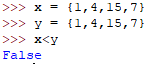 >>> x = {1,4,15,7}
>>> y = {1,4,15,7}
>>> x<y
False